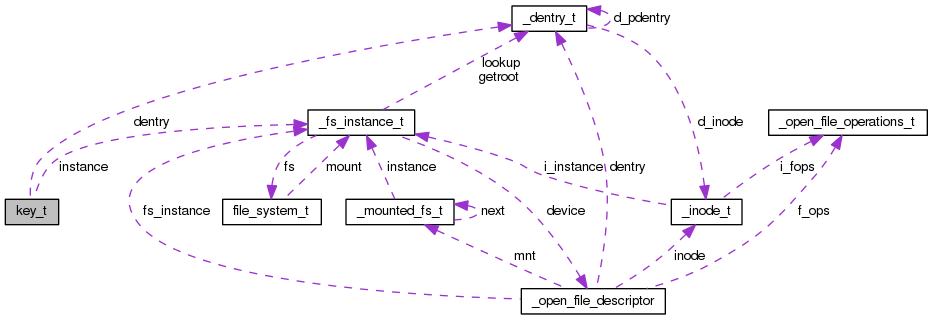 _dentry_t
d_pdentry
lookup
getroot
dentry
_fs_instance_t
d_inode
_open_file_operations_t
instance
fs
mount
instance
i_instance
dentry
i_fops
key_t
fs_instance
file_system_t
_mounted_fs_t
next
device
_inode_t
f_ops
mnt
inode
_open_file_descriptor